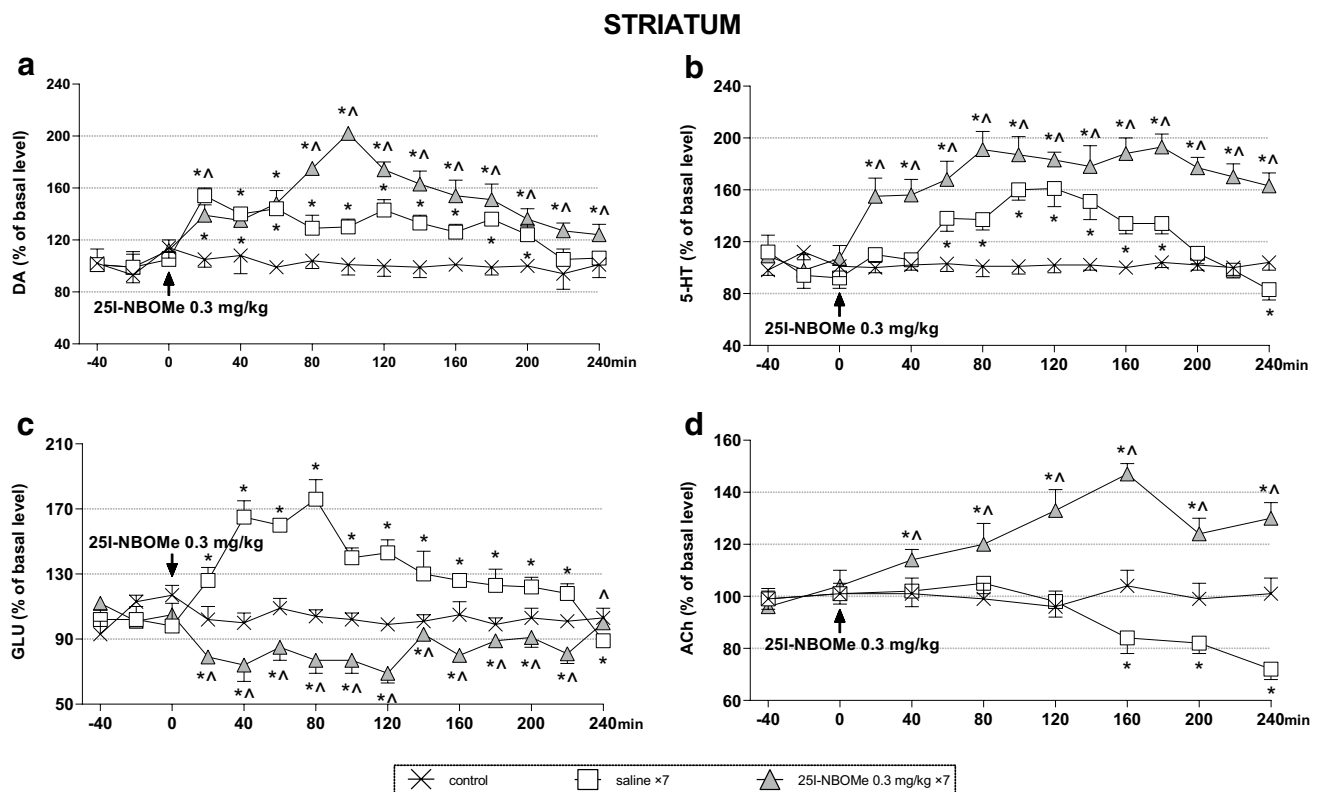 STRIATUM
a
DA (% of basal level)
240
200
160
120
80
40
*^ * * *^ *^ *^ *^ *^ *^ *^ *^ *^
* * * * * * * * * *
25I-NBOMe 0.3 mg/kg
-40 0 40 80 120 160 200 240min
b
5-HT (% of basal level)
240
200
160
120
80
40
*^ *^ *^ *^ *^ *^ *^ *^ *^ *^ *^ *^
* * * * * * * *
25I-NBOMe 0.3 mg/kg
-40 0 40 80 120 160 200 240min
c
GLU (% of basal level)
210
170
130
90
50
* * * * * * * * * * * ^
25I-NBOMe 0.3 mg/kg
*^ *^ *^ *^ *^ *^ *^ *^ *^ *^ *^ *
-40 0 40 80 120 160 200 240min
d
ACh (% of basal level)
160
140
120
100
80
60
*^ *^ *^ *^ *^ *^
25I-NBOMe 0.3 mg/kg
* * *
-40 0 40 80 120 160 200 240min
control saline ×7 25I-NBOMe 0.3 mg/kg ×7